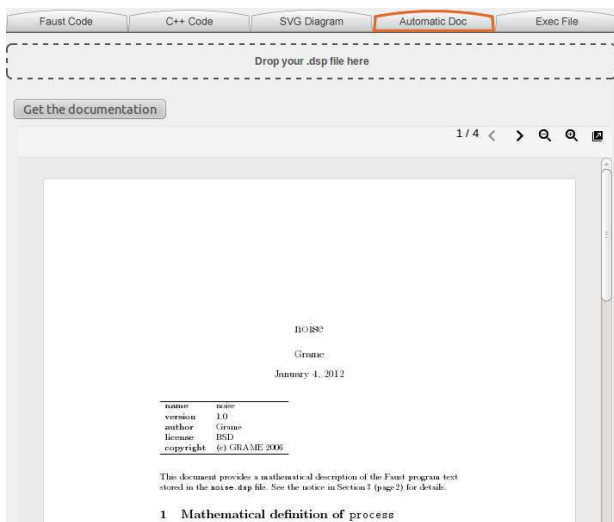 Faust Code C++ Code SVG Diagram Automatic Doc Exec File
Drop your .dsp file here
Get the documentation
1 / 4
noise
Grame
January 4, 2012
name noise
version 1.0
author Grame
license BSD
copyright (c) GRAME 2006
This document provides a mathematical description of the Faust program text
stored in the noise.dsp file. See the notice in Section 3 (page 2) for details.
1 Mathematical definition of process